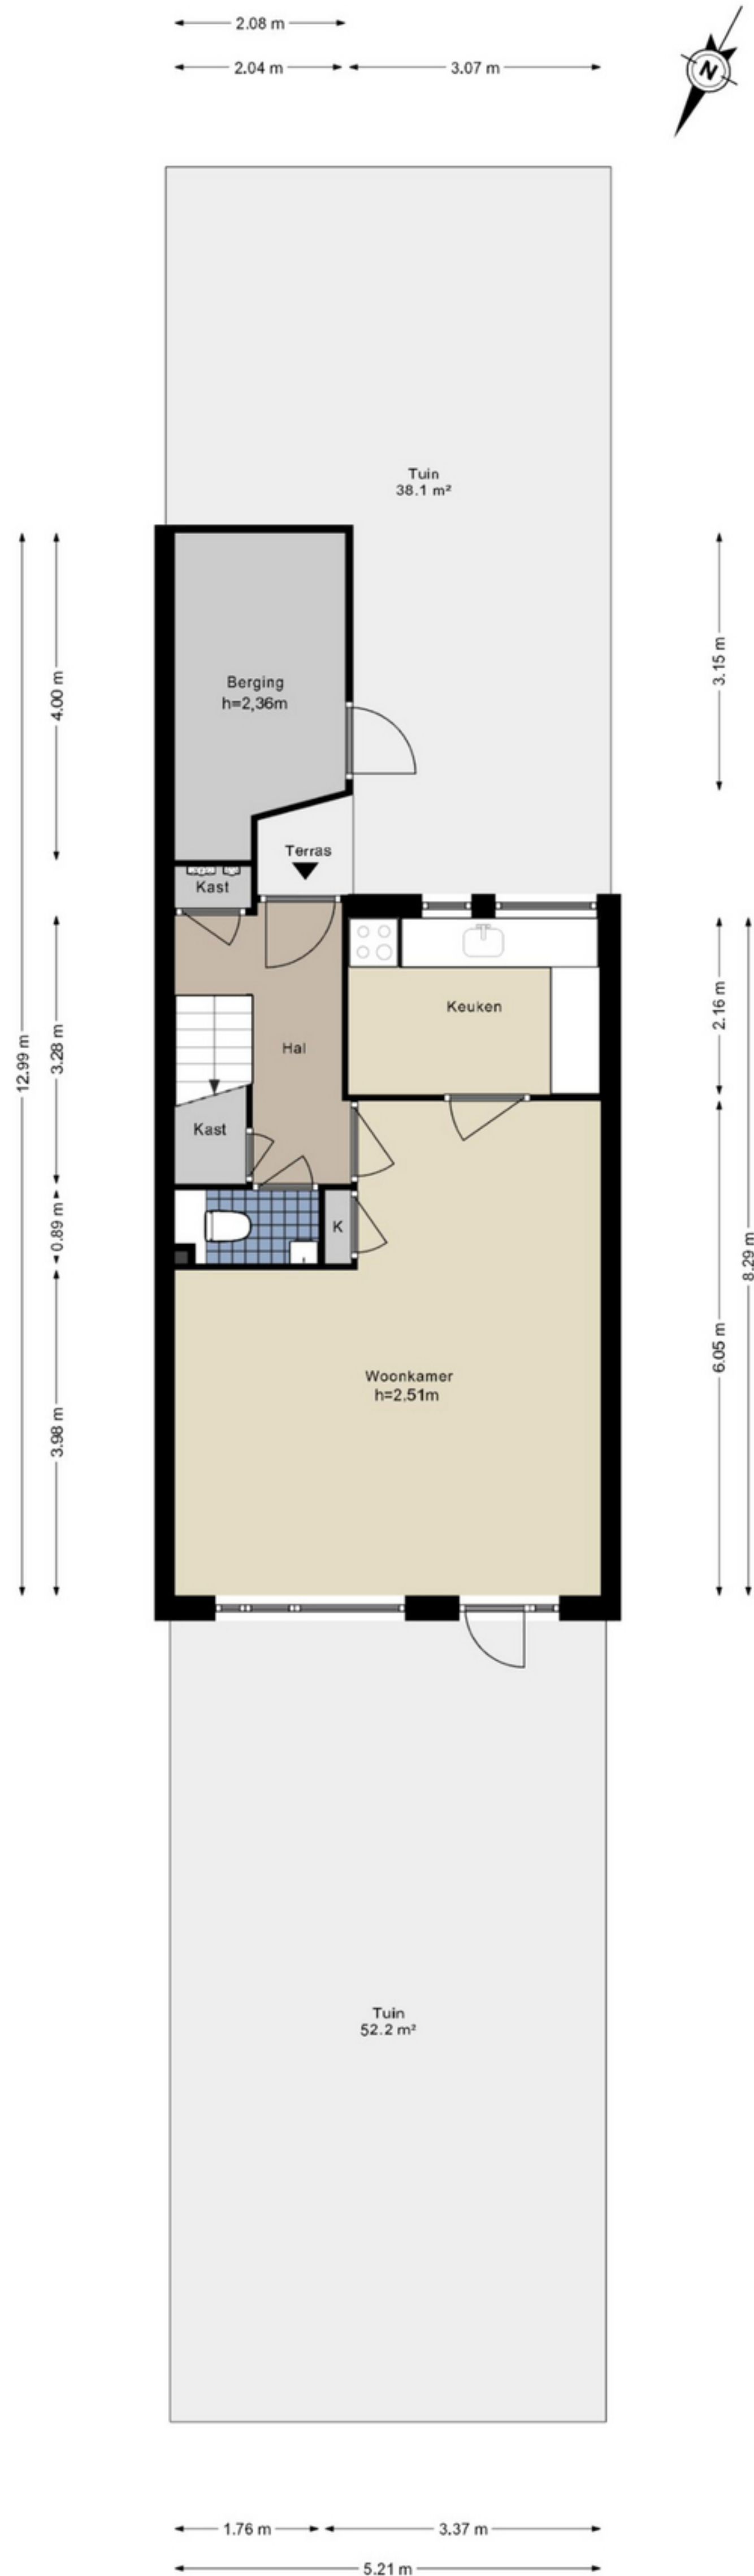 2.08 m
2.04 m
3.07 m
N
Tuin
38.1 m²
Berging
h=2,36m
4.00 m
3.15 m
Terras
Kast
Keuken
2.16 m
Hal
3.28 m
12.99 m
Kast
K
0.89 m
8.29 m
6.05 m
Woonkamer
h=2.51m
3.98 m
Tuin
52.2 m²
1.76 m
3.37 m
5.21 m